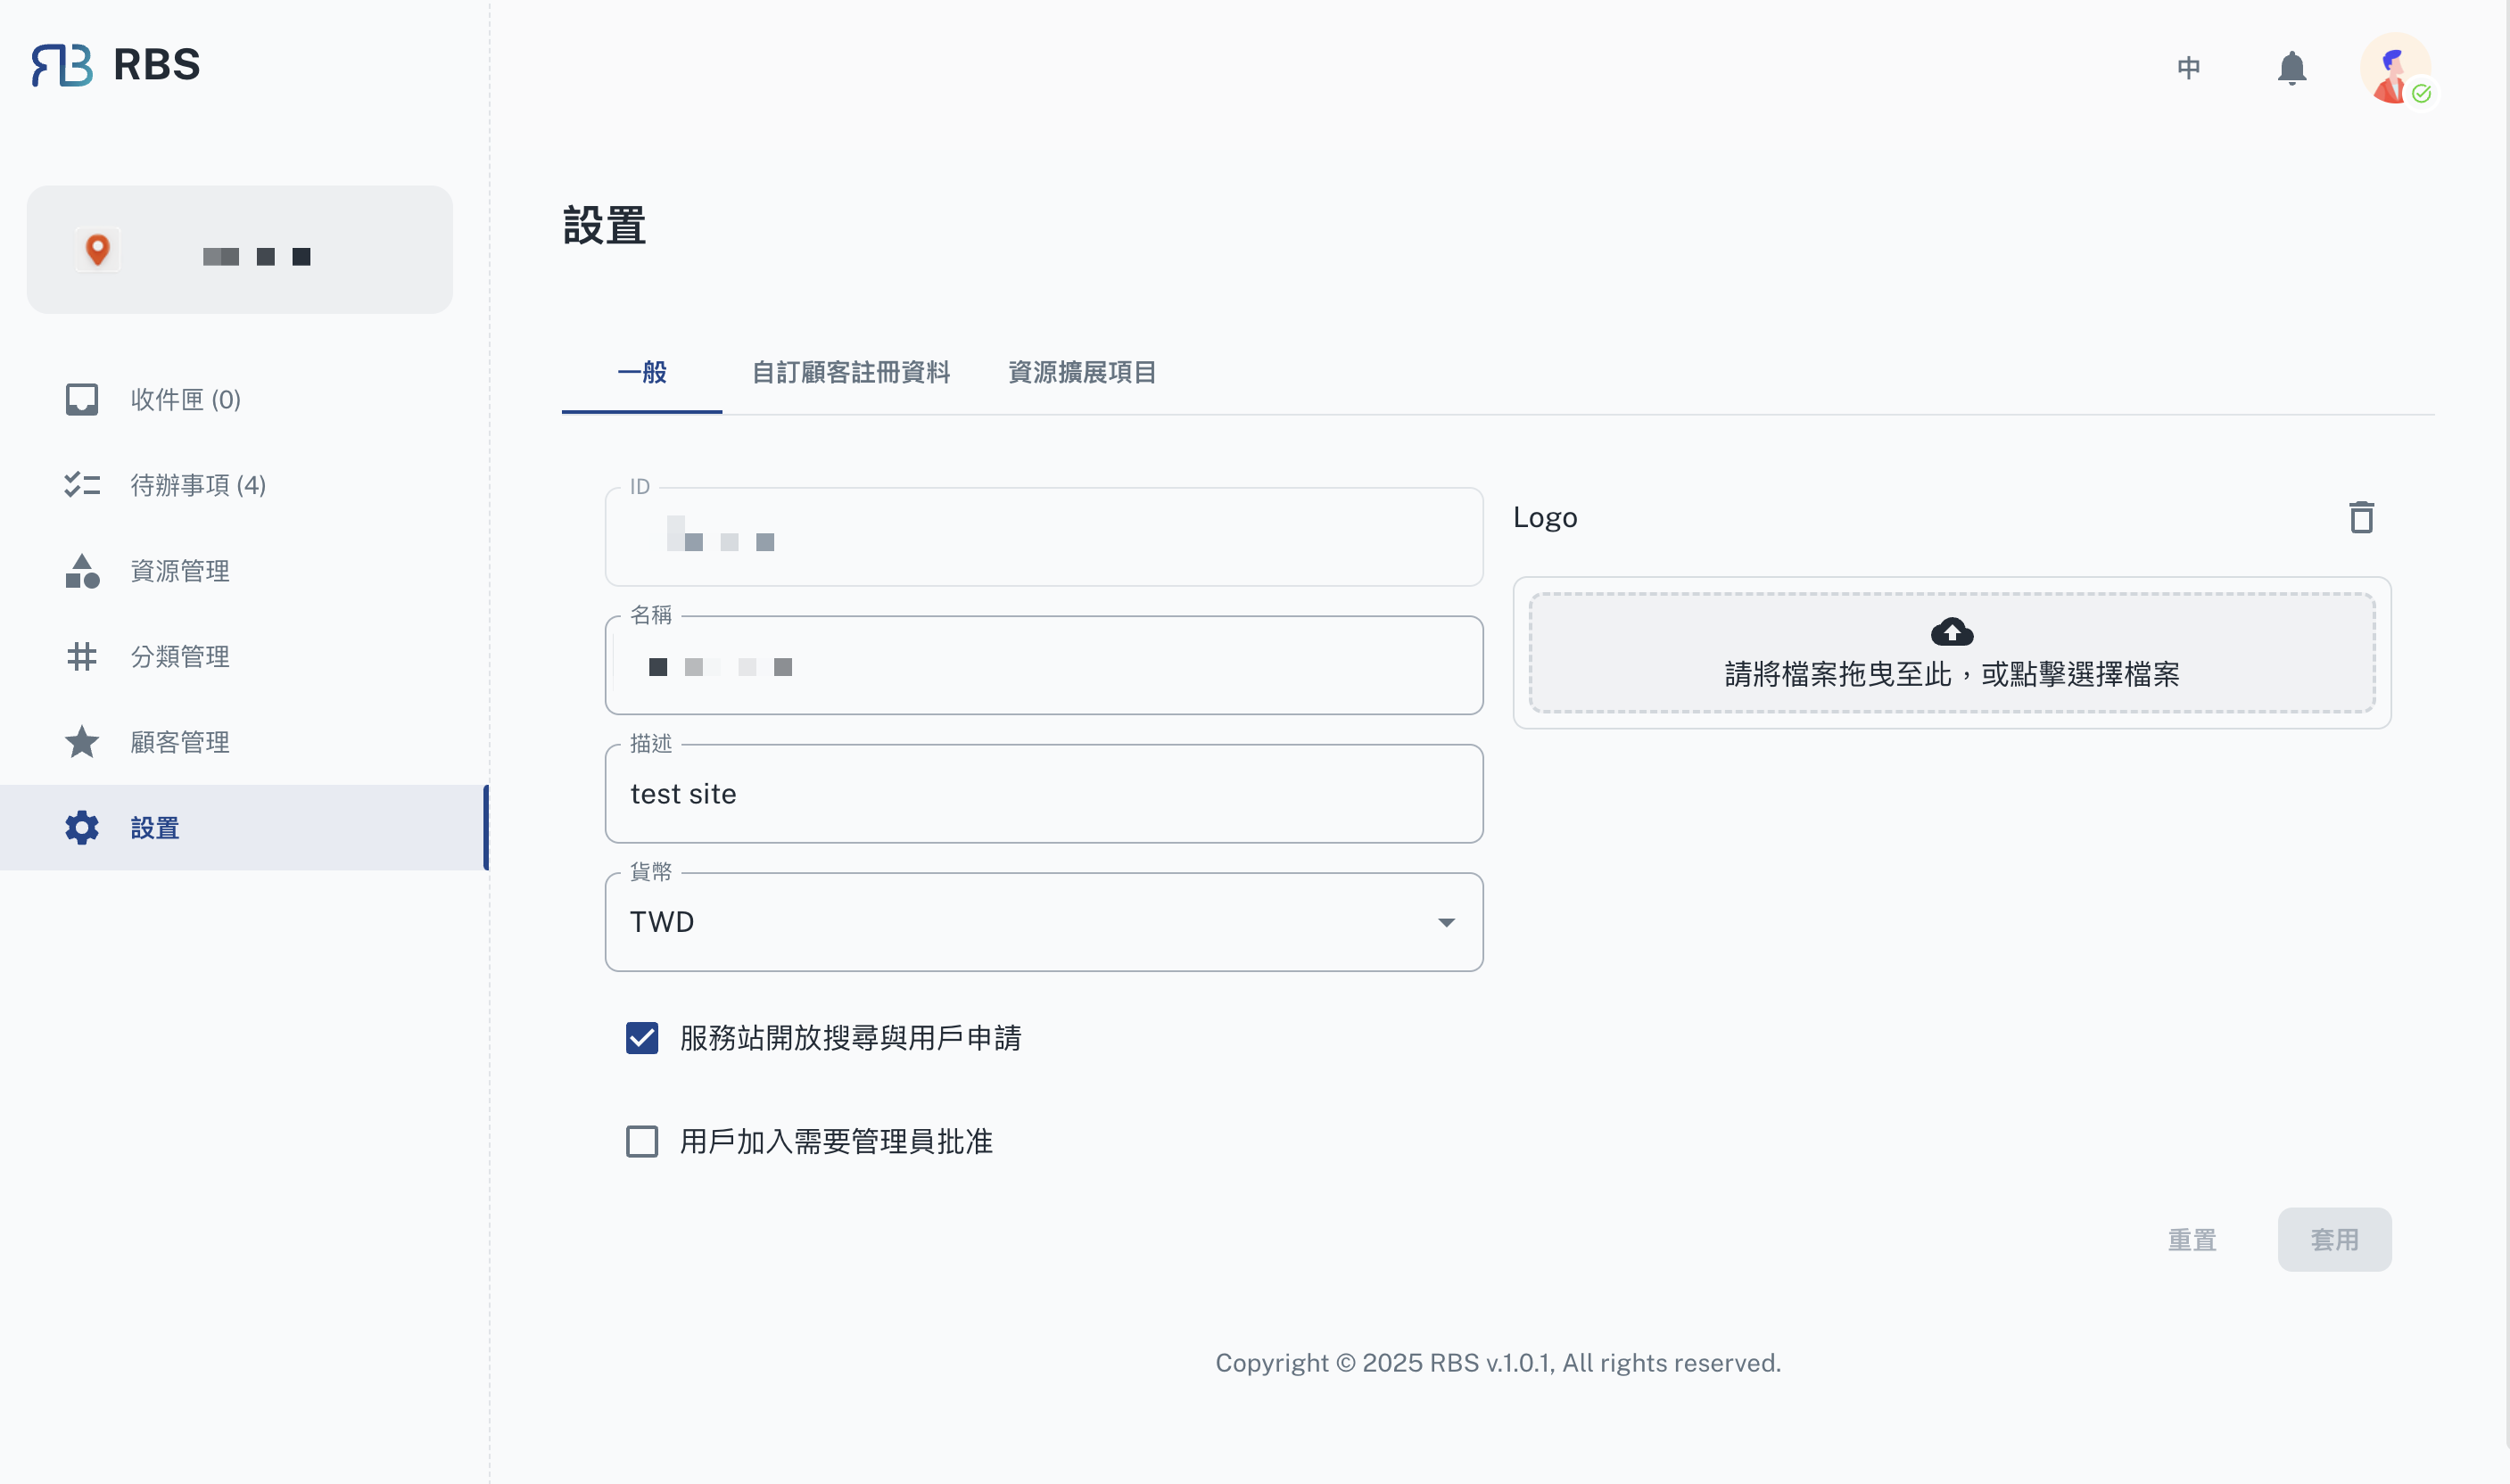 RBS
中
收件匣 (0)
待辦事項 (4)
資源管理
分類管理
顧客管理
設置
設置
一般
自訂顧客註冊資料
資源擴展項目
ID
名稱
描述
test site
貨幣
TWD
服務站開放搜尋與用戶申請
用戶加入需要管理員批准
Logo
請將檔案拖曳至此，或點擊選擇檔案
重置
套用
Copyright © 2025 RBS v.1.0.1, All rights reserved.